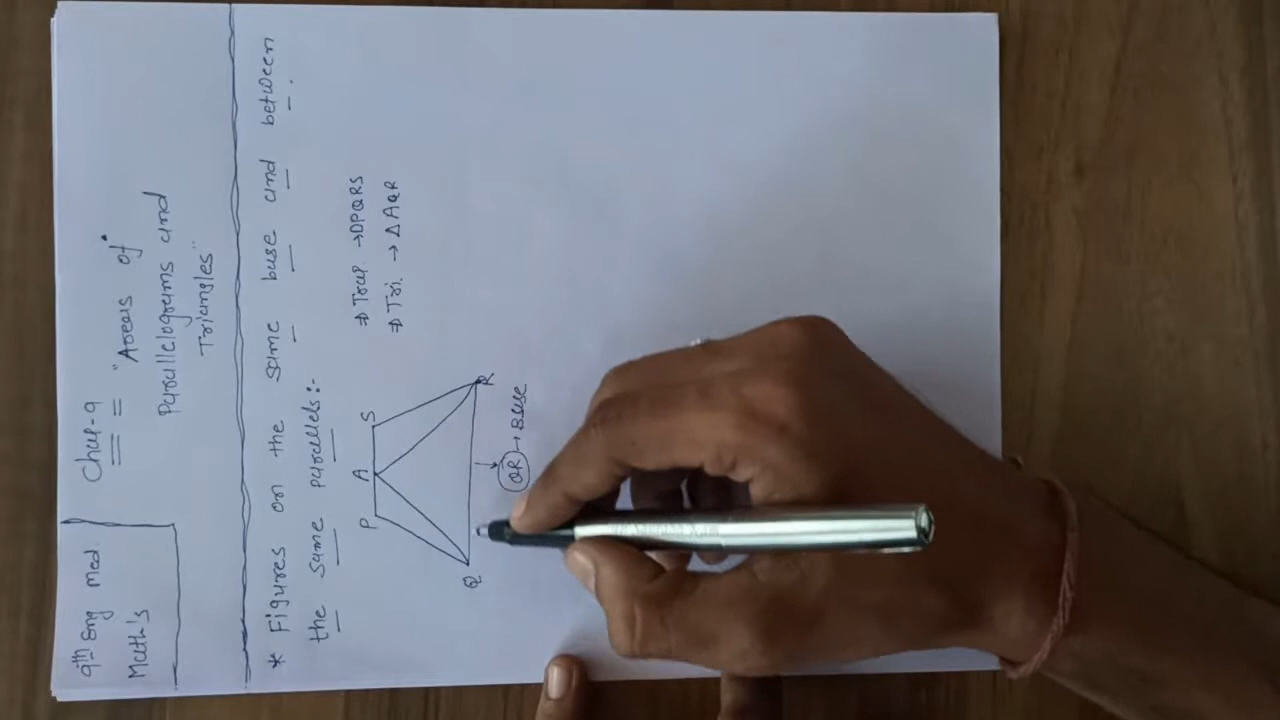 9th Eng Med.
Math's
Chap-9
"Areas of
Parallelograms and
Triangles"
* Figures on the same base and between
the same parallels:-
P A S
Q R
QR → Base
⇒ Trap. → □PQRS
⇒ Tri. → Δ AQR